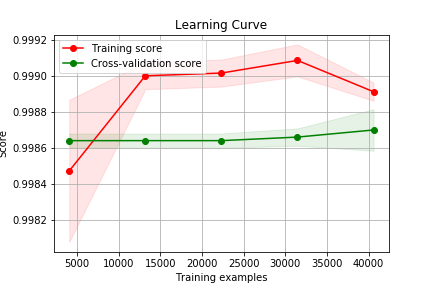 Learning Curve
Training score
Cross-validation score
0.9992
0.9990
0.9988
0.9986
0.9984
0.9982
Score
5000 10000 15000 20000 25000 30000 35000 40000
Training examples